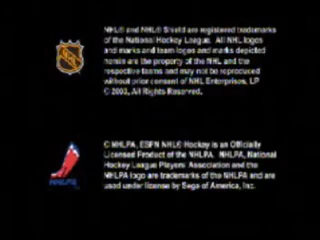 NHL
NHL® and NHL® Shield are registered trademarks
of the National Hockey League. All NHL logos
and marks and team logos and marks depicted
herein are the property of the NHL and the
respective teams and may not be reproduced
without prior consent of NHL Enterprises, LP
© 2003, All Rights Reserved.
NHLPA
© NHLPA, ESPN NHL® Hockey is an Officially
Licensed Product of the NHLPA. NHLPA, National
Hockey League Players' Association and the
NHLPA logo are trademarks of the NHLPA and are
used under license by Sega of America, Inc.